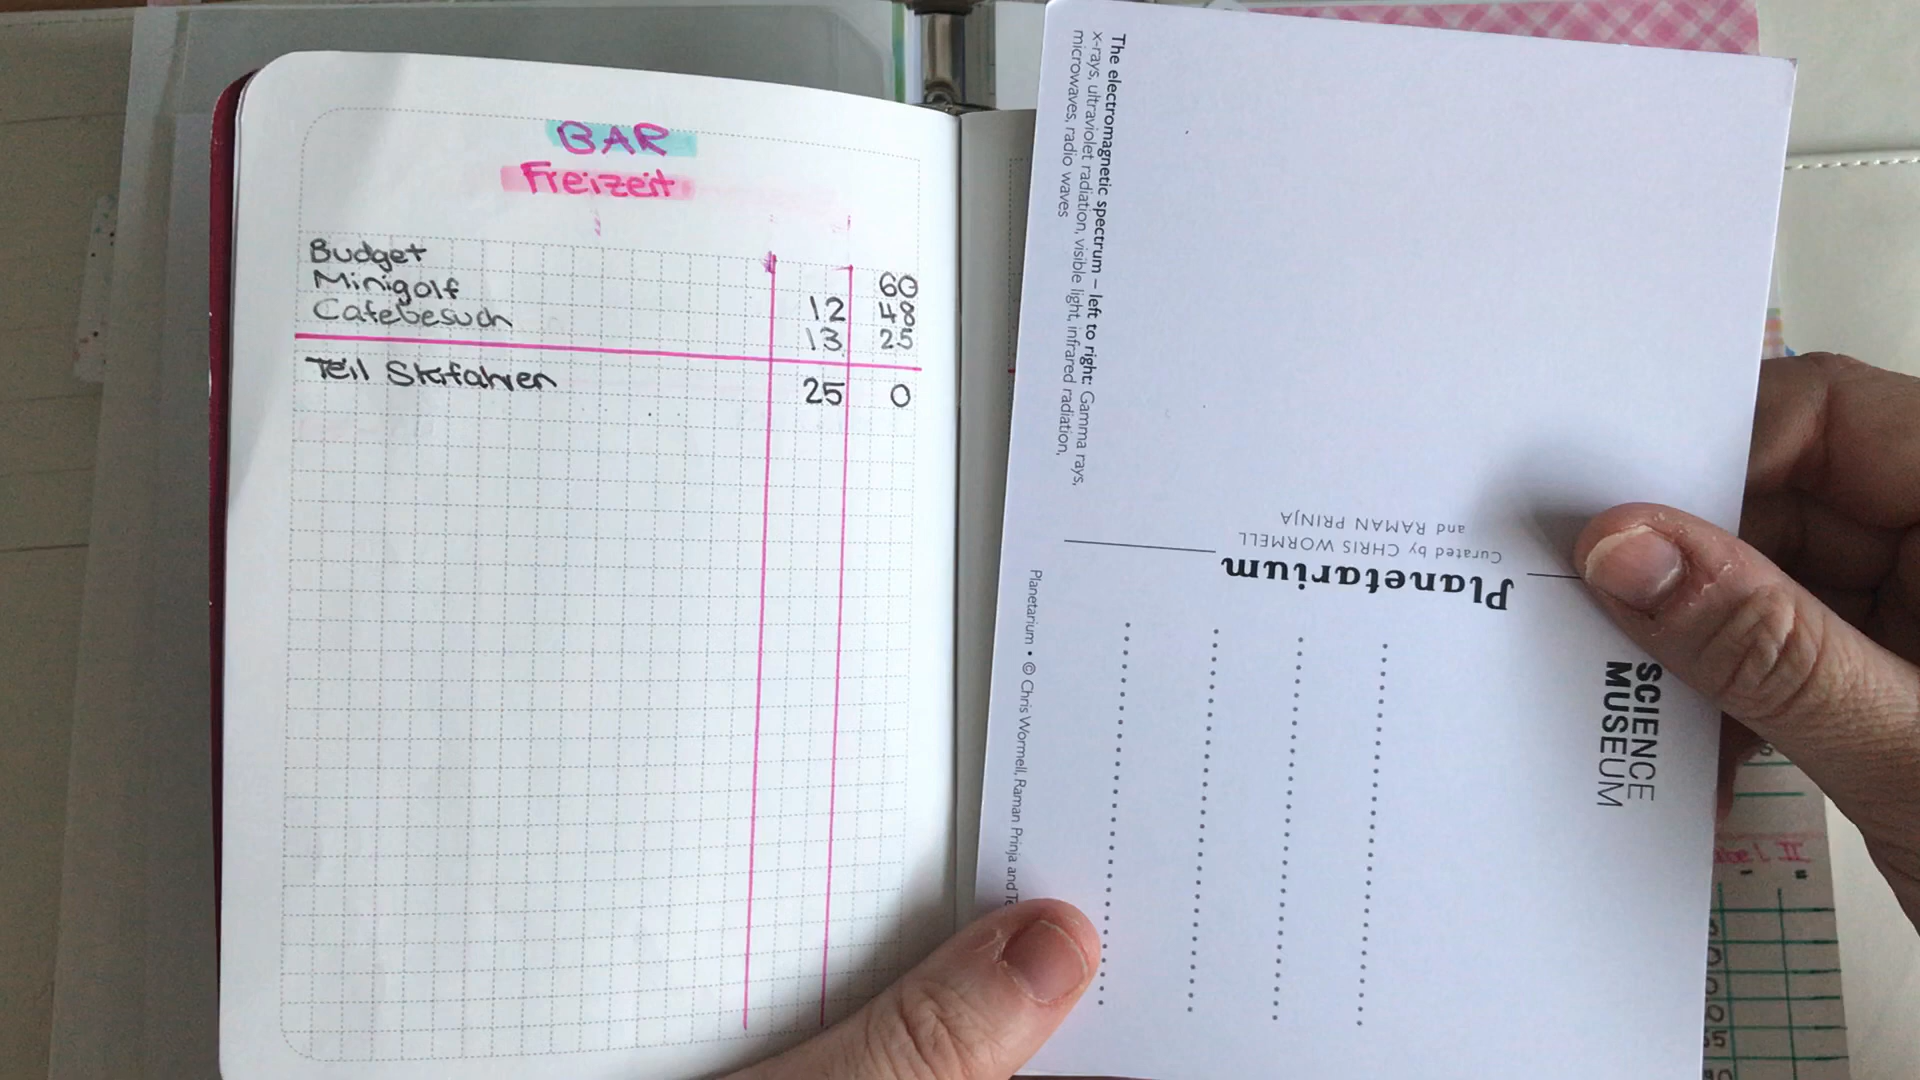 BAR
Freizeit
Budget 60
Minigolf 12 48
Cafebesuch 13 25
Teil Skifahren 25 0
The electromagnetic spectrum – left to right: Gamma rays,
x-rays, ultraviolet radiation, visible light, infrared radiation,
microwaves, radio waves
Planetarium
Curated by CHRIS WORMELL
and RAMAN PRINJA
Planetarium • © Chris Wormell, Raman Prinja and Te
SCIENCE
MUSEUM
II